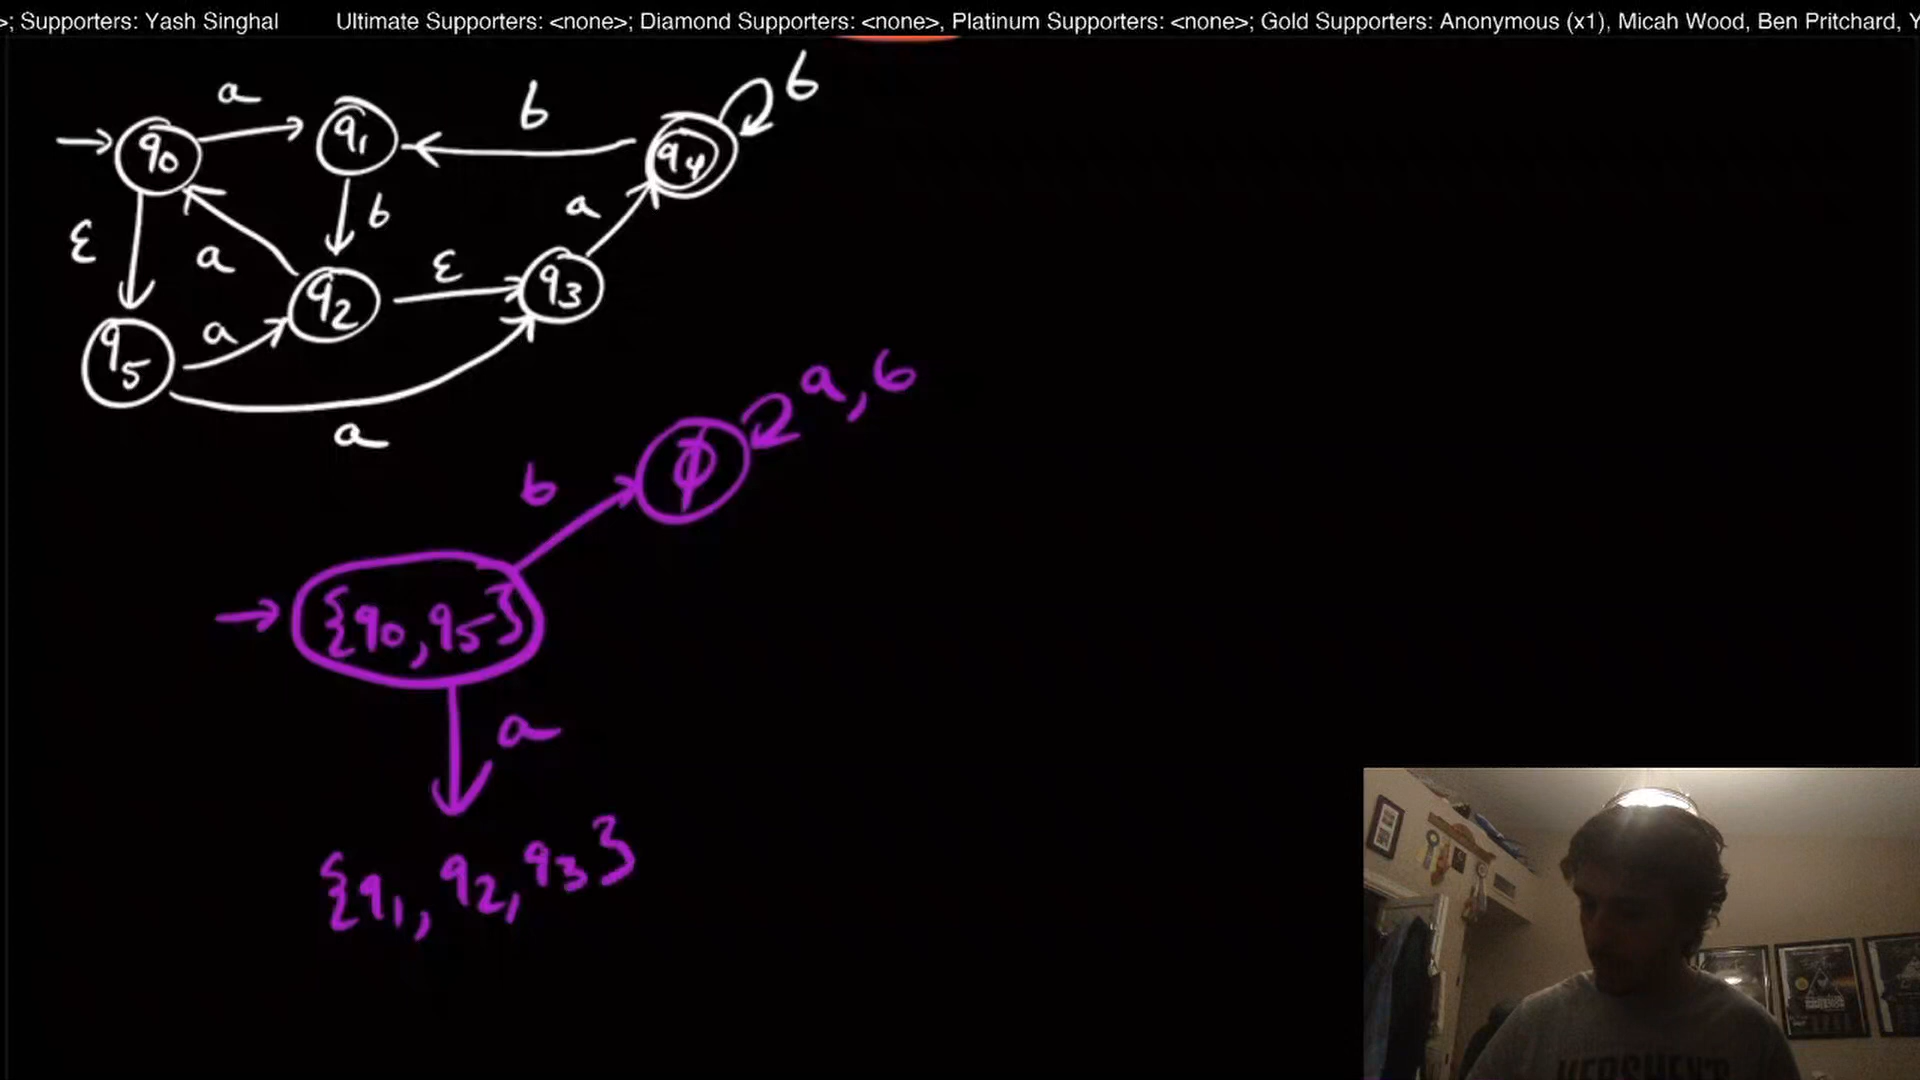 >; Supporters: Yash Singhal Ultimate Supporters: <none>; Diamond Supporters: <none>, Platinum Supporters: <none>; Gold Supporters: Anonymous (x1), Micah Wood, Ben Pritchard, Y
a
b
b
q0
q1
q4
b
a
ε
a
ε
q2
q3
a
q5
a
a, b
b
ϕ
{q0, q5}
a
{q1, q2, q3}
HERSHEY'S